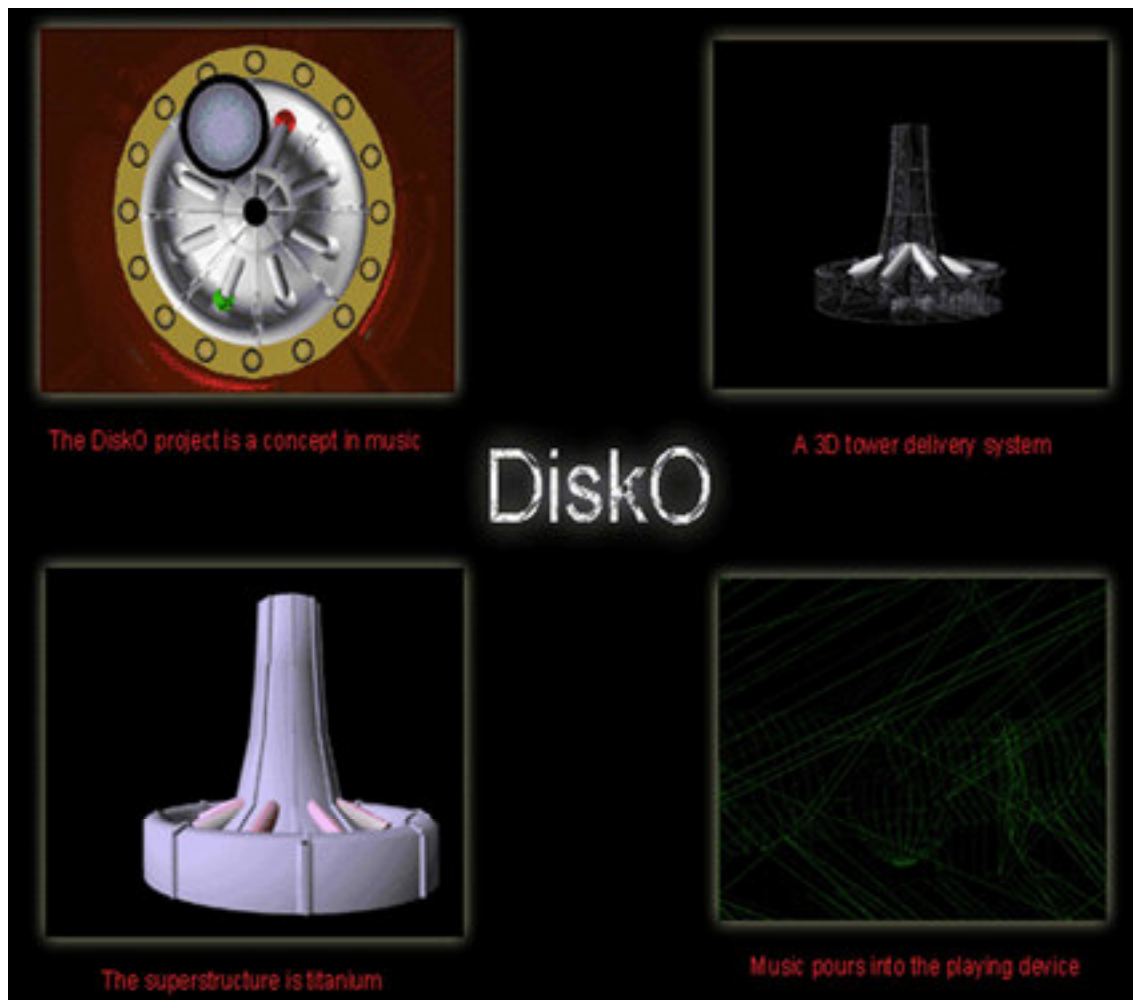 The DiskO project is a concept in music
A 3D tower delivery system
DiskO
The superstructure is titanium
Music pours into the playing device